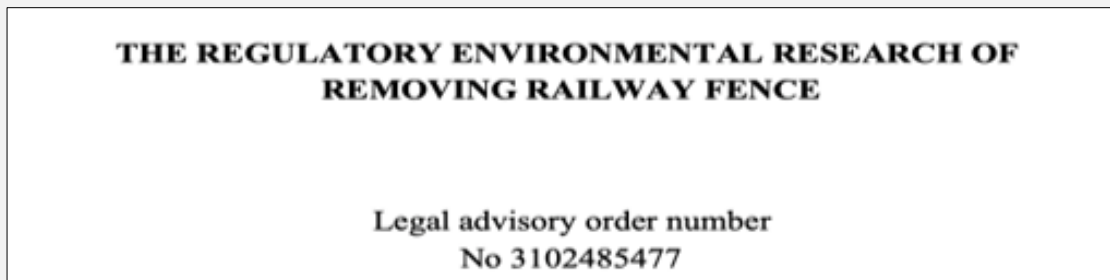 THE REGULATORY ENVIRONMENTAL RESEARCH OF
REMOVING RAILWAY FENCE
Legal advisory order number
No 3102485477